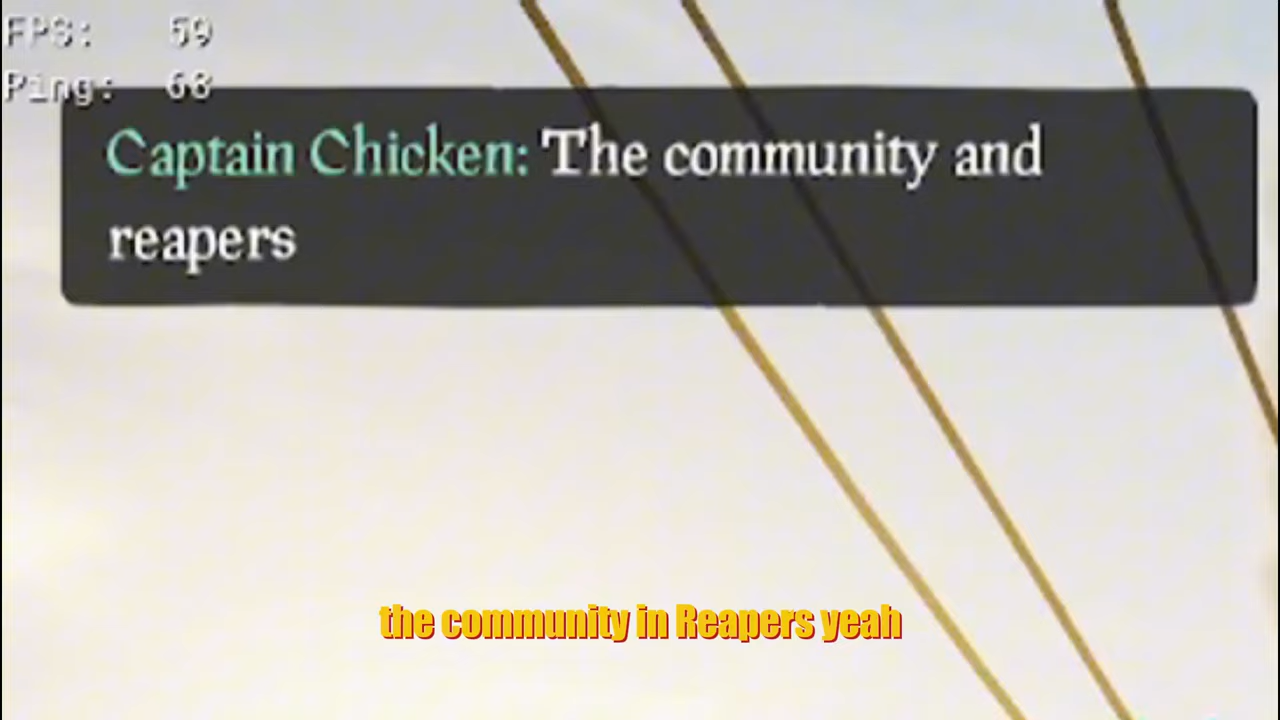 FPS: 59
Ping: 68
Captain Chicken: The community and
reapers
the community in Reapers yeah